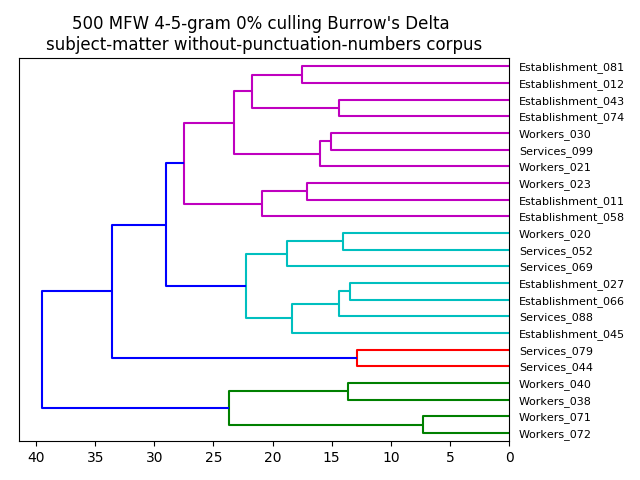 500 MFW 4-5-gram 0% culling Burrow's Delta
subject-matter without-punctuation-numbers corpus
Establishment_081
Establishment_012
Establishment_043
Establishment_074
Workers_030
Services_099
Workers_021
Workers_023
Establishment_011
Establishment_058
Workers_020
Services_052
Services_069
Establishment_027
Establishment_066
Services_088
Establishment_045
Services_079
Services_044
Workers_040
Workers_038
Workers_071
Workers_072
40 35 30 25 20 15 10 5 0